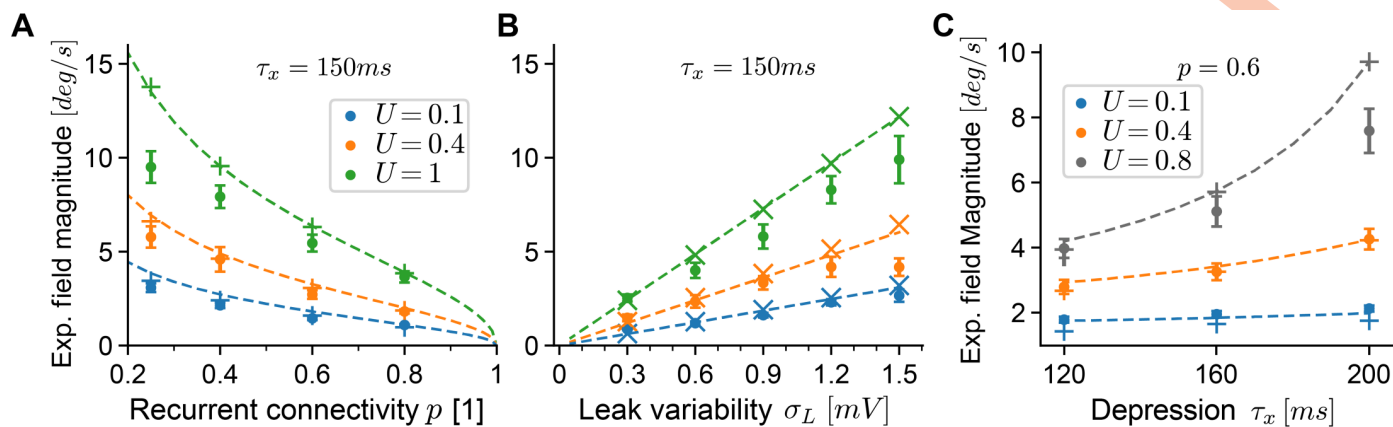 A
Exp. field magnitude [deg/s]
15
10
5
0
τ_x = 150ms
U = 0.1
U = 0.4
U = 1
0.2 0.4 0.6 0.8 1
Recurrent connectivity p [1]
B
15
10
5
0
τ_x = 150ms
0 0.3 0.6 0.9 1.2 1.5
Leak variability σ_L [mV]
C
Exp. field Magnitude [deg/s]
10
8
6
4
2
p = 0.6
U = 0.1
U = 0.4
U = 0.8
120 160 200
Depression τ_x [ms]